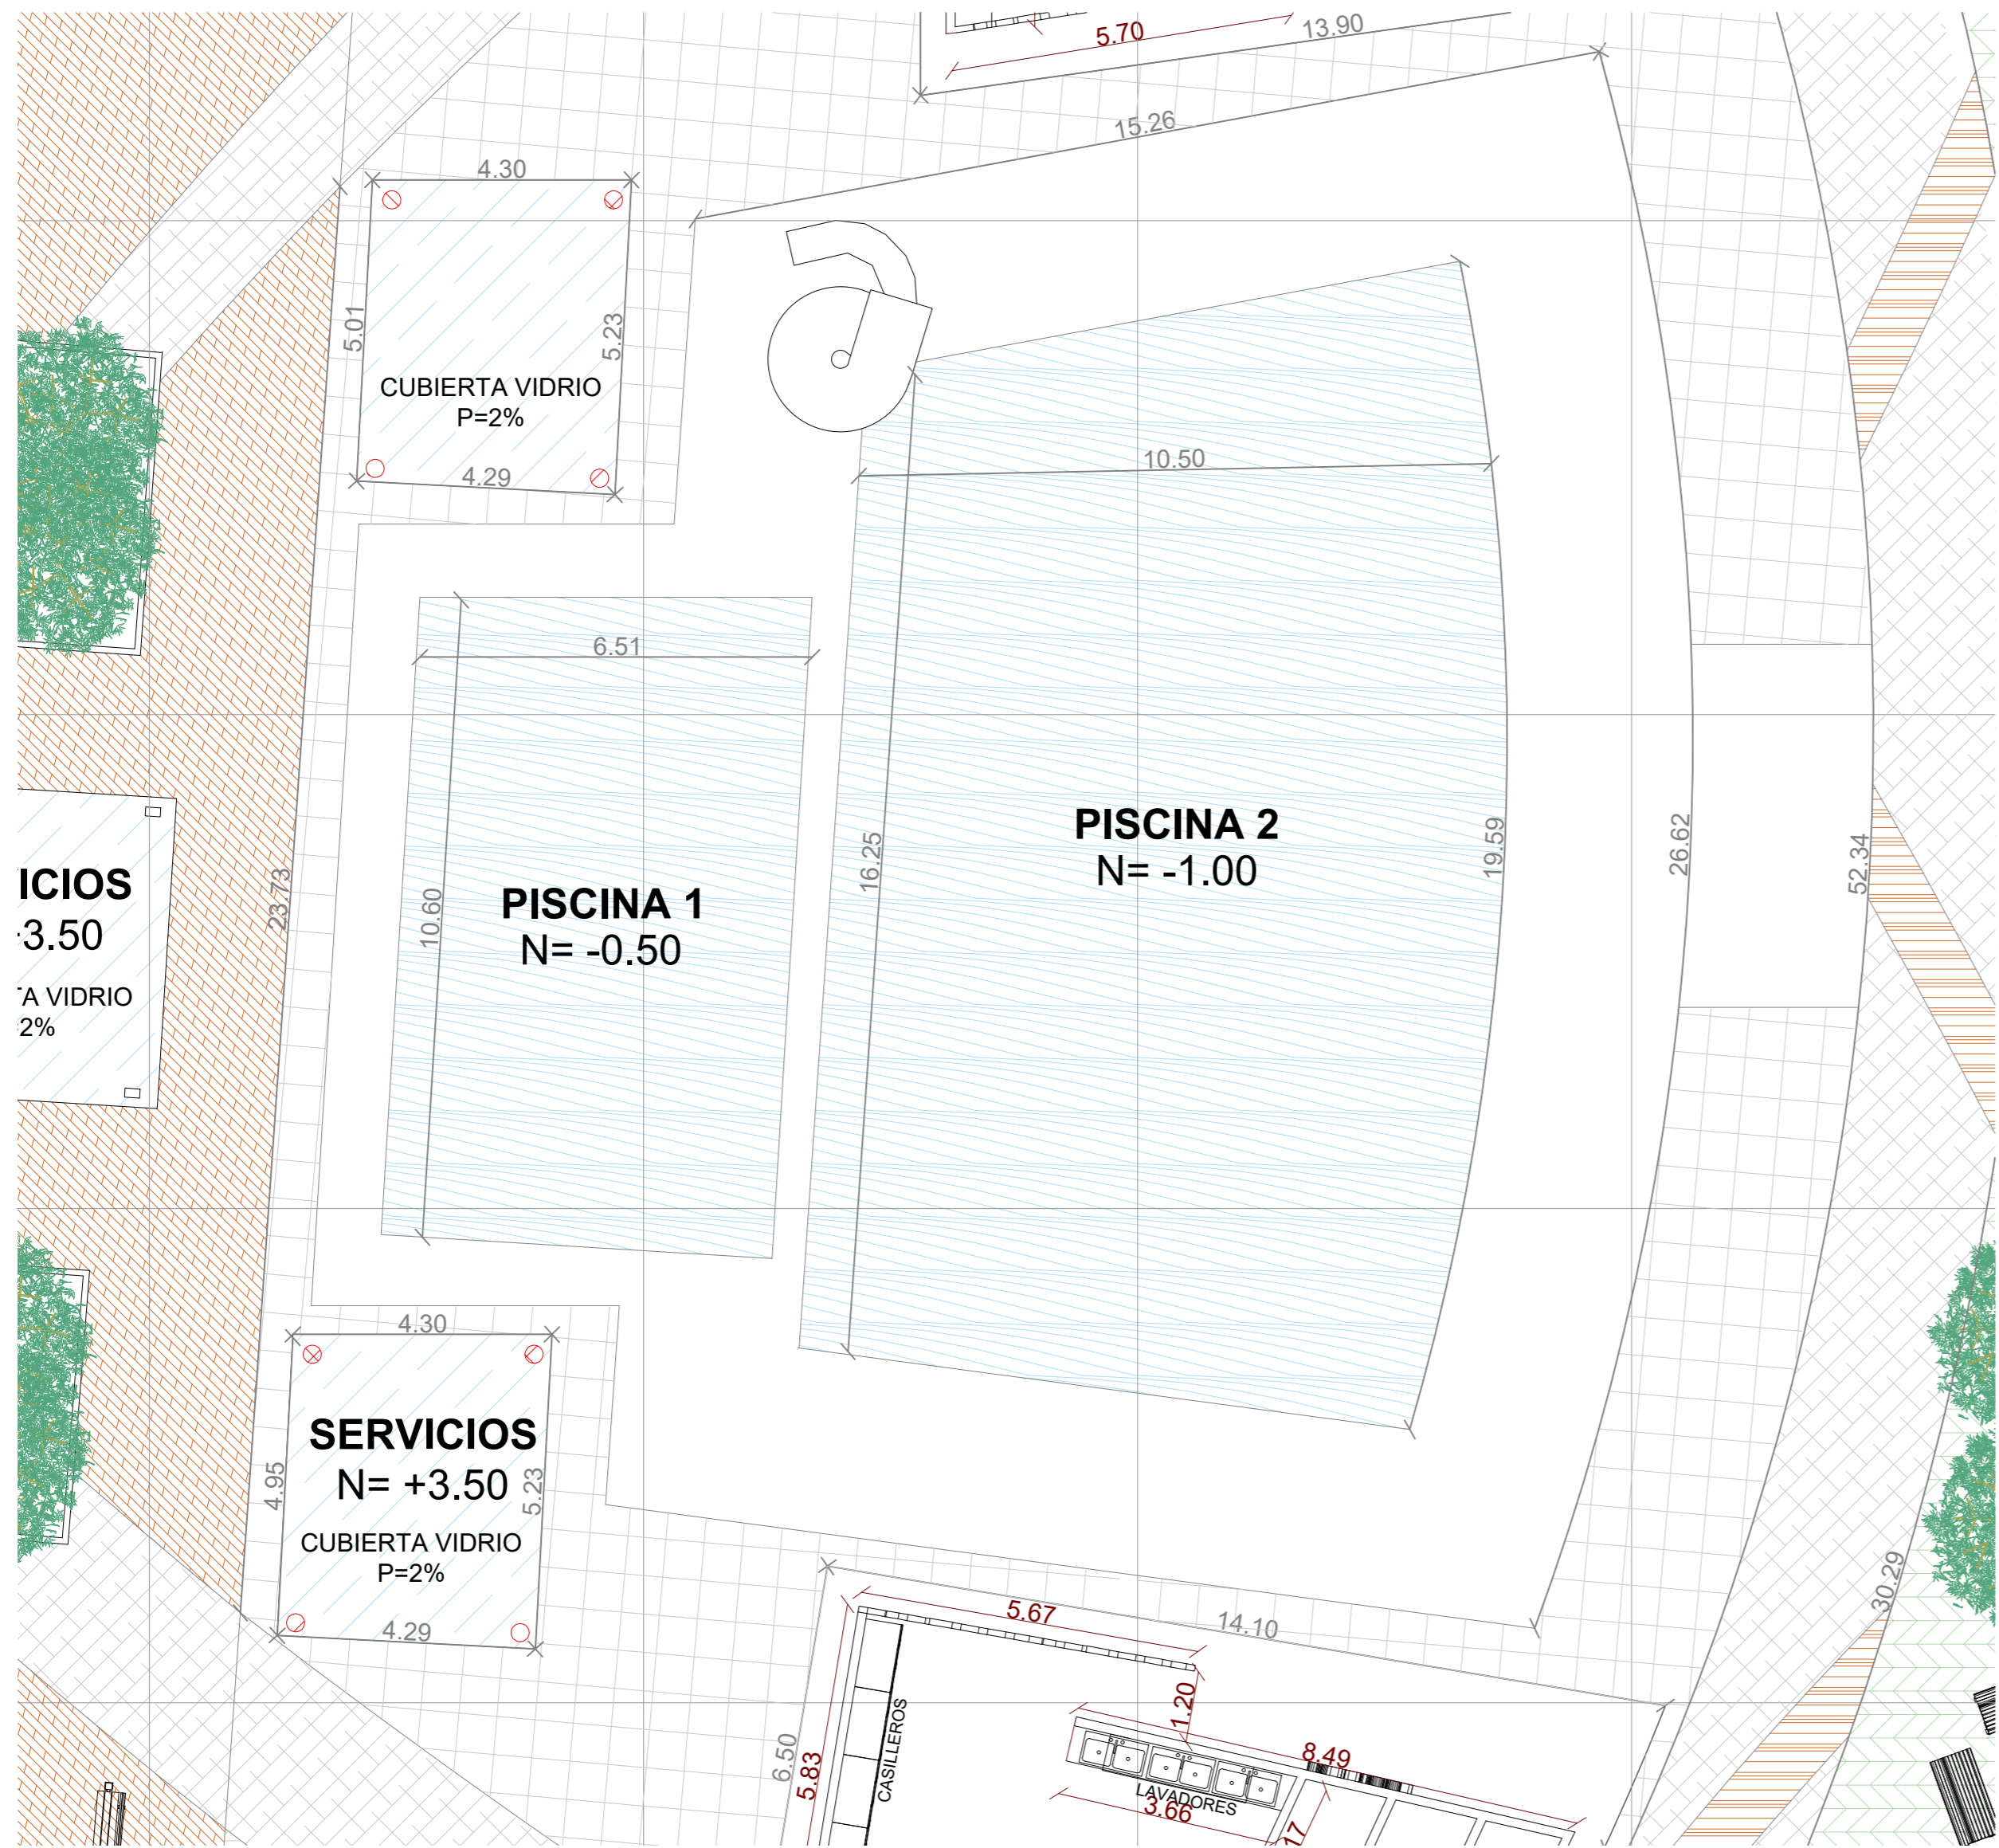 5.70
13.90
15.26
4.30
5.01
5.23
CUBIERTA VIDRIO
P=2%
4.29
10.50
6.51
PISCINA 2
N= -1.00
16.25
19.59
26.62
52.34
ICIOS
3.50
TA VIDRIO
2%
23.73
10.60
PISCINA 1
N= -0.50
4.30
SERVICIOS
N= +3.50
4.95
5.23
CUBIERTA VIDRIO
P=2%
4.29
30.29
5.67
14.10
1.20
6.50
5.83
CASILLEROS
8.49
LAVADORES
3.66
17